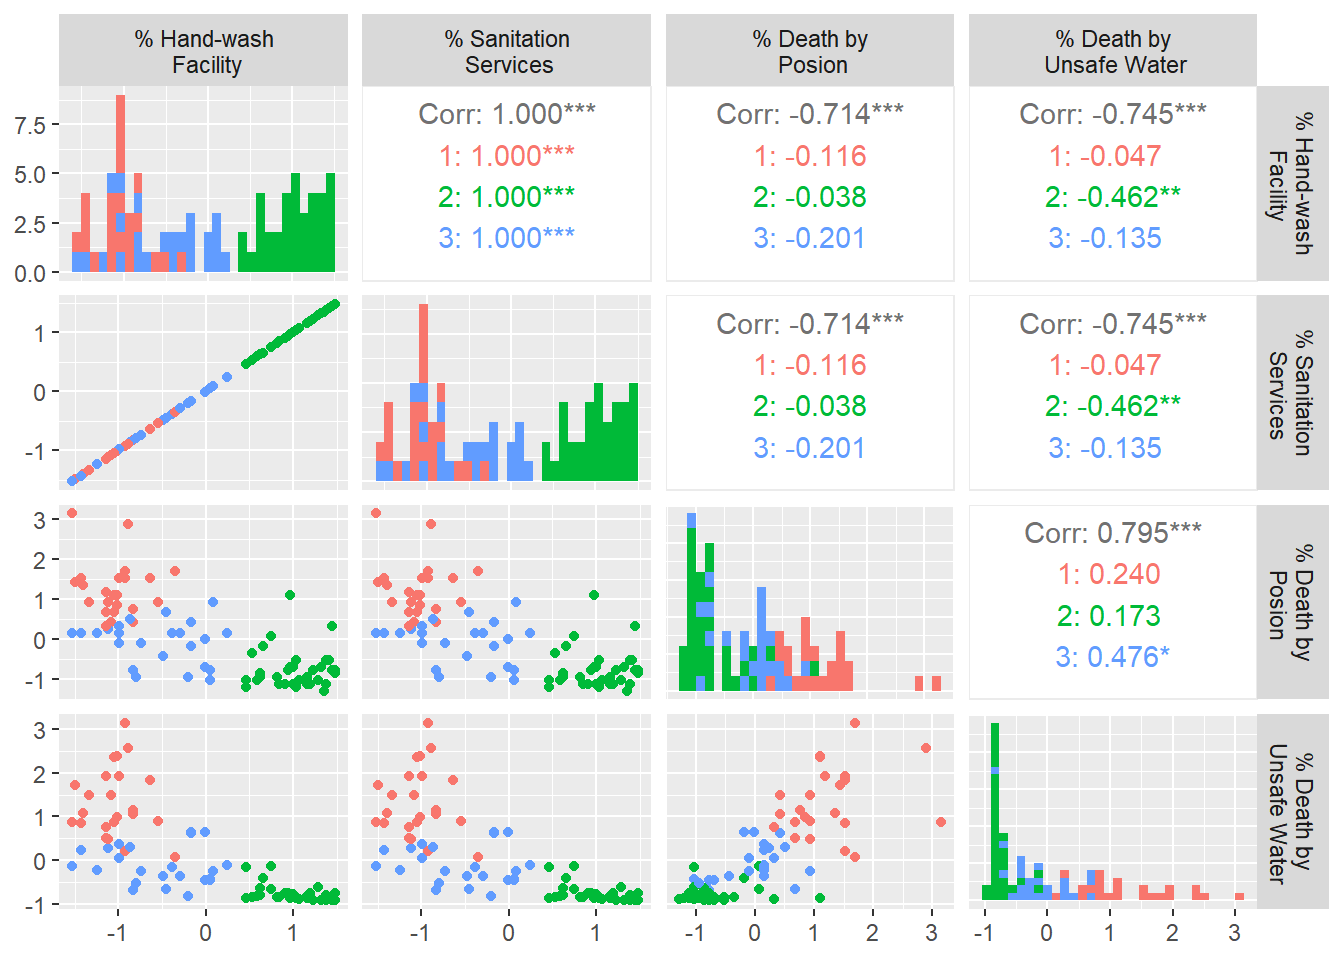 % Hand-wash
Facility
% Sanitation
Services
% Death by
Posion
% Death by
Unsafe Water
7.5
5.0
2.5
0.0
Corr: 1.000***
1: 1.000***
2: 1.000***
3: 1.000***
Corr: -0.714***
1: -0.116
2: -0.038
3: -0.201
Corr: -0.745***
1: -0.047
2: -0.462**
3: -0.135
% Hand-wash
Facility
1
0
-1
Corr: -0.714***
1: -0.116
2: -0.038
3: -0.201
Corr: -0.745***
1: -0.047
2: -0.462**
3: -0.135
% Sanitation
Services
3
2
1
0
-1
Corr: 0.795***
1: 0.240
2: 0.173
3: 0.476*
% Death by
Posion
3
2
1
0
-1
% Death by
Unsafe Water
-1 0 1
-1 0 1
-1 0 1 2 3
-1 0 1 2 3